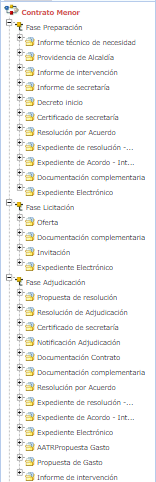 Contrato Menor
Fase Preparación
Informe técnico de necesidad
Providencia de Alcaldía
Informe de intervención
Informe de secretaría
Decreto inicio
Certificado de secretaría
Resolución por Acuerdo
Expediente de resolución -...
Expediente de Acordo - Int...
Documentación complementaria
Expediente Electrónico
Fase Licitación
Oferta
Documentación complementaria
Invitación
Expediente Electrónico
Fase Adjudicación
Propuesta de resolución
Resolución de Adjudicación
Certificado de secretaría
Notificación Adjudicación
Documentación Contrato
Documentación complementaria
Resolución por Acuerdo
Expediente de resolución -...
Expediente de Acordo - Int...
Expediente Electrónico
AATRPropuesta Gasto
Propuesta de Gasto
Informe de intervención